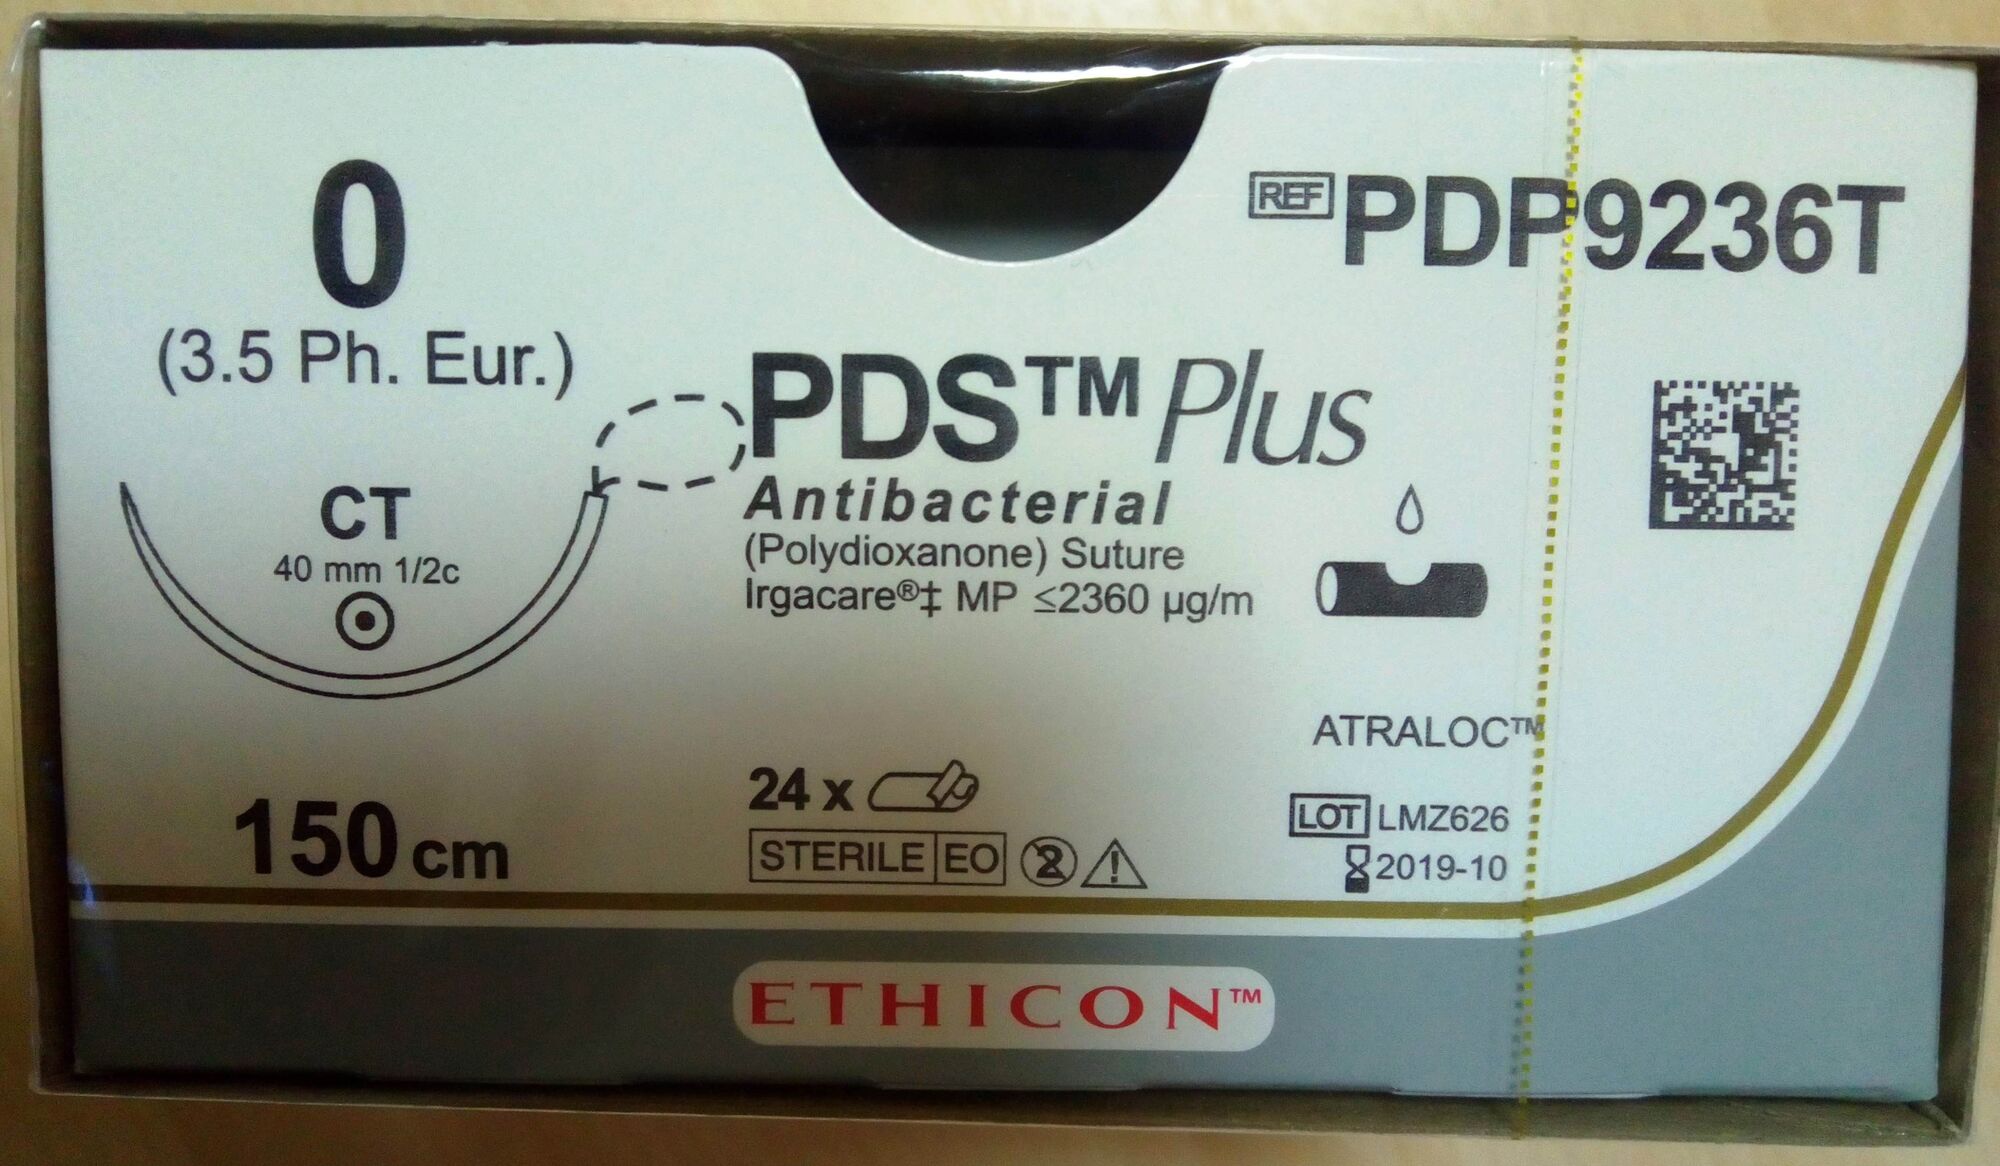 0
(3.5 Ph. Eur.)
CT
40 mm 1/2c
150 cm
REF PDP9236T
PDS™ Plus
Antibacterial
(Polydioxanone) Suture
Irgacare®‡ MP ≤2360 µg/m
ATRALOC™
24 x
STERILE EO 2
LOT LMZ626
2019-10
ETHICON™